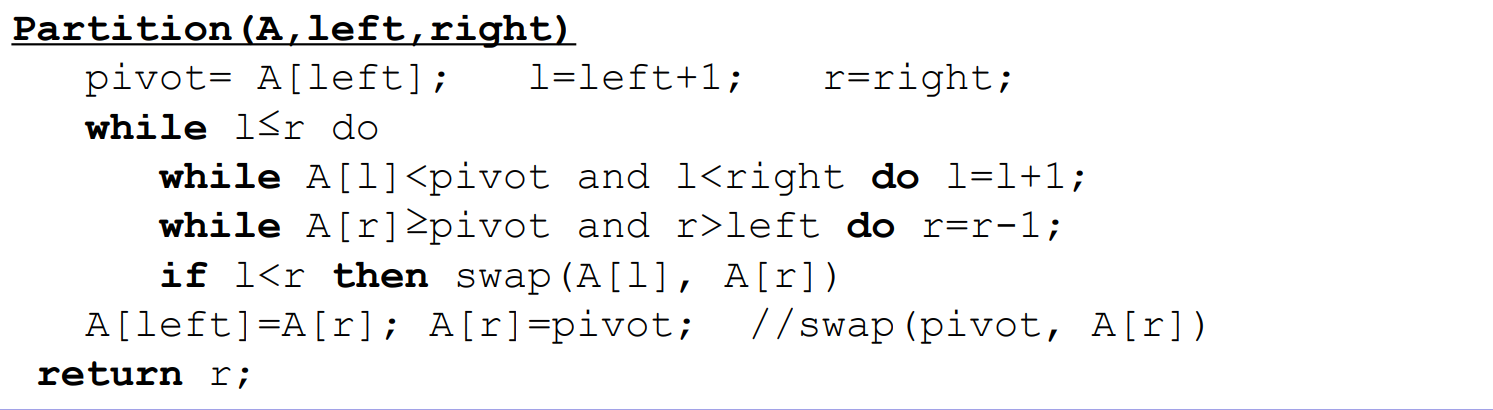 Partition(A,left,right)
pivot= A[left]; l=left+1; r=right;
while l≤r do
while A[l]<pivot and l<right do l=l+1;
while A[r]≥pivot and r>left do r=r-1;
if l<r then swap(A[l], A[r])
A[left]=A[r]; A[r]=pivot; //swap(pivot, A[r])
return r;